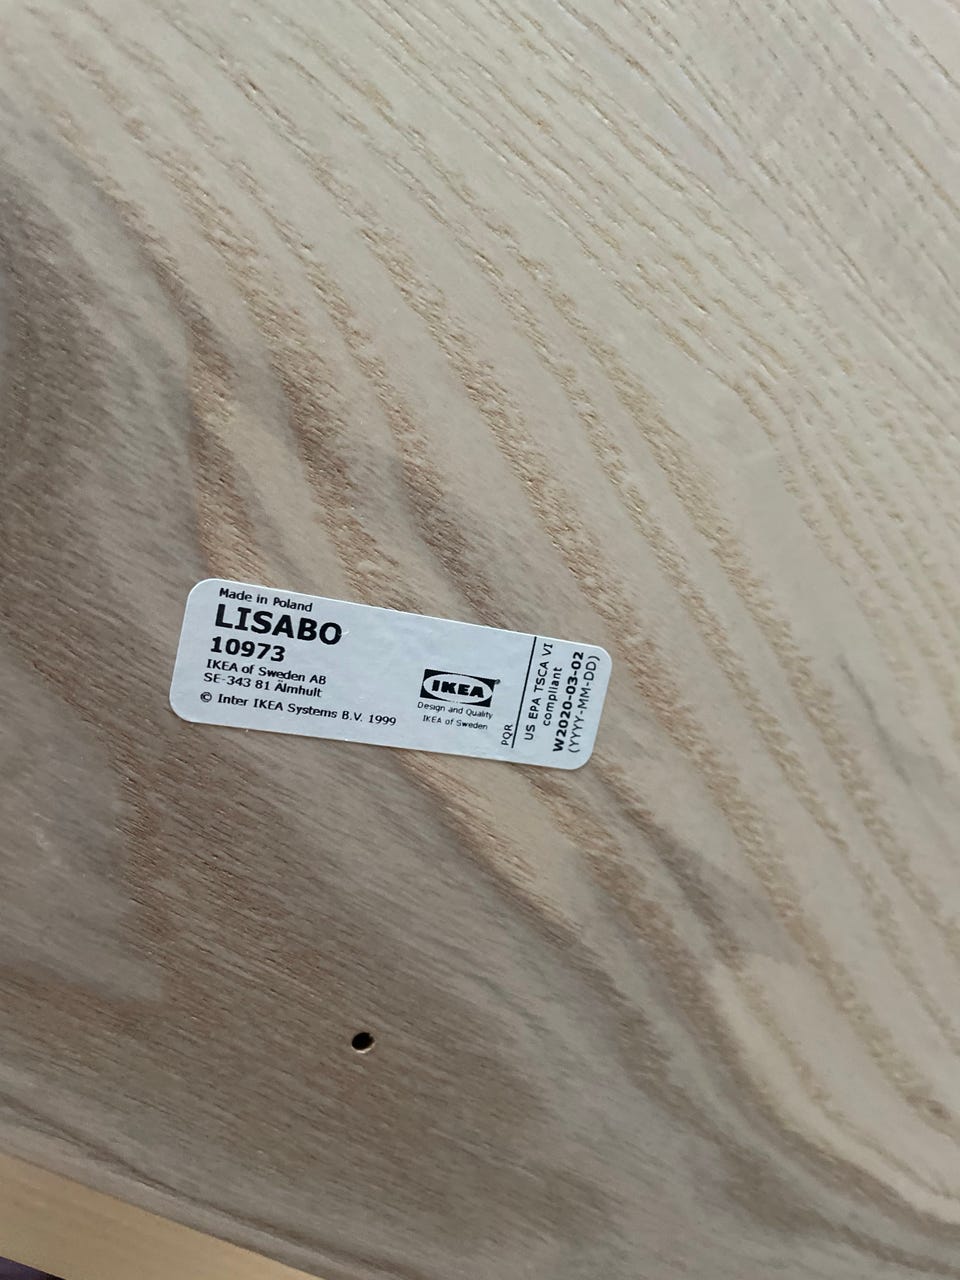 Made in Poland
LISABO
10973
IKEA of Sweden AB
SE-343 81 Älmhult
© Inter IKEA Systems B.V. 1999
IKEA
®
Design and Quality
IKEA of Sweden
PQR
US EPA TSCA VI
compliant
W2020-03-02
(YYYY-MM-DD)